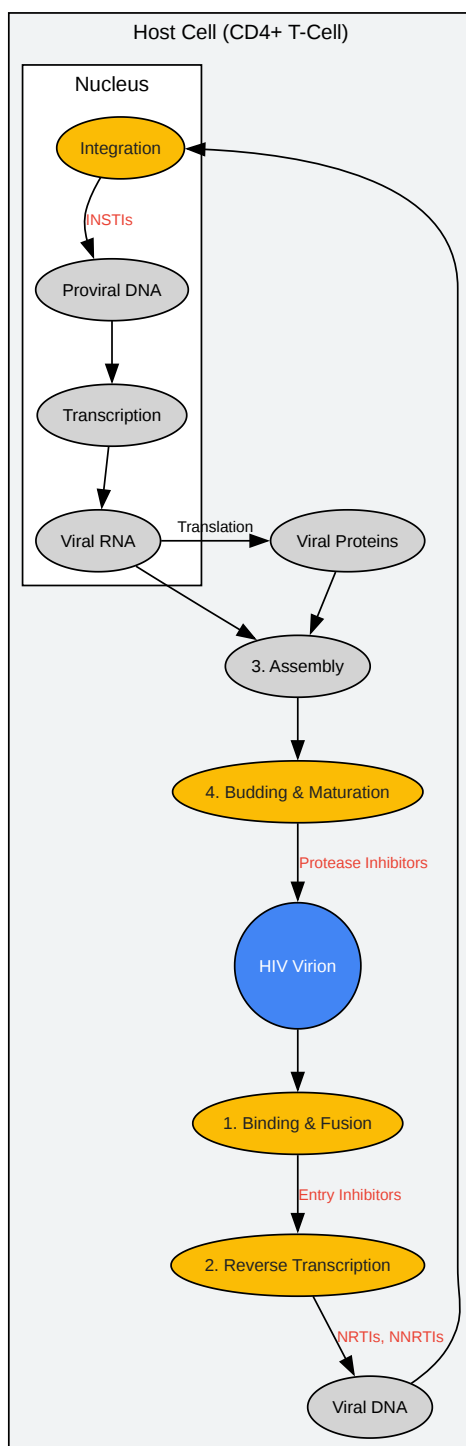 Host Cell (CD4+ T-Cell)
Nucleus
Integration
INSTIs
Proviral DNA
Transcription
Viral RNA
Translation
Viral Proteins
3. Assembly
4. Budding & Maturation
Protease Inhibitors
HIV Virion
1. Binding & Fusion
Entry Inhibitors
2. Reverse Transcription
NRTIs, NNRTIs
Viral DNA